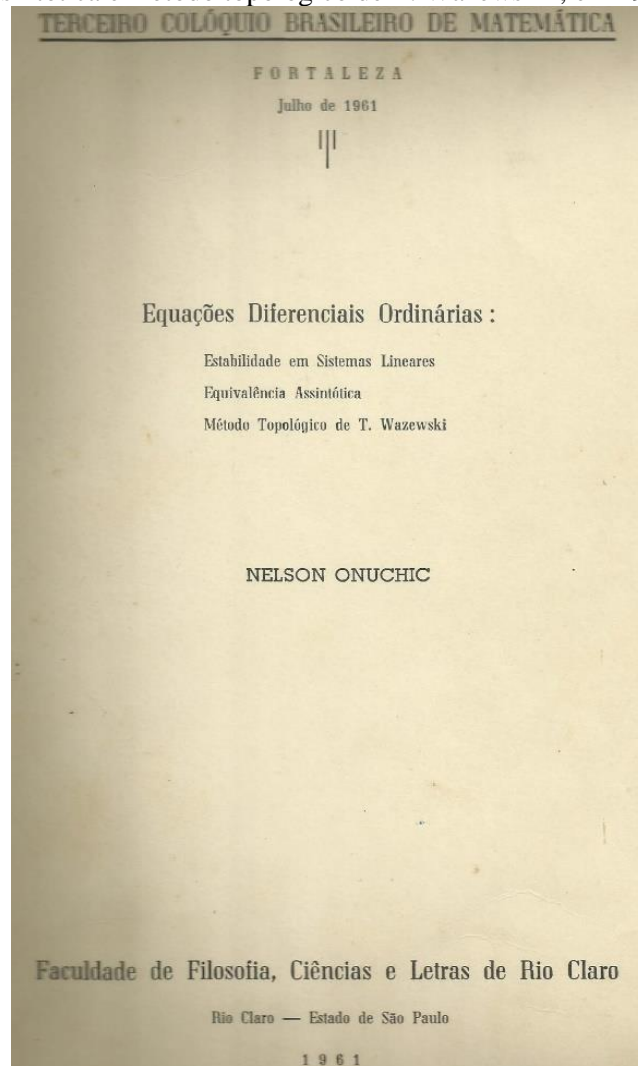 TERCEIRO COLÓQUIO BRASILEIRO DE MATEMÁTICA
FORTALEZA
Julho de 1961
Equações Diferenciais Ordinárias :
Estabilidade em Sistemas Lineares
Equivalência Assintótica
Método Topológico de T. Wazewski
NELSON ONUCHIC
Faculdade de Filosofia, Ciências e Letras de Rio Claro
Rio Claro — Estado de São Paulo
1961